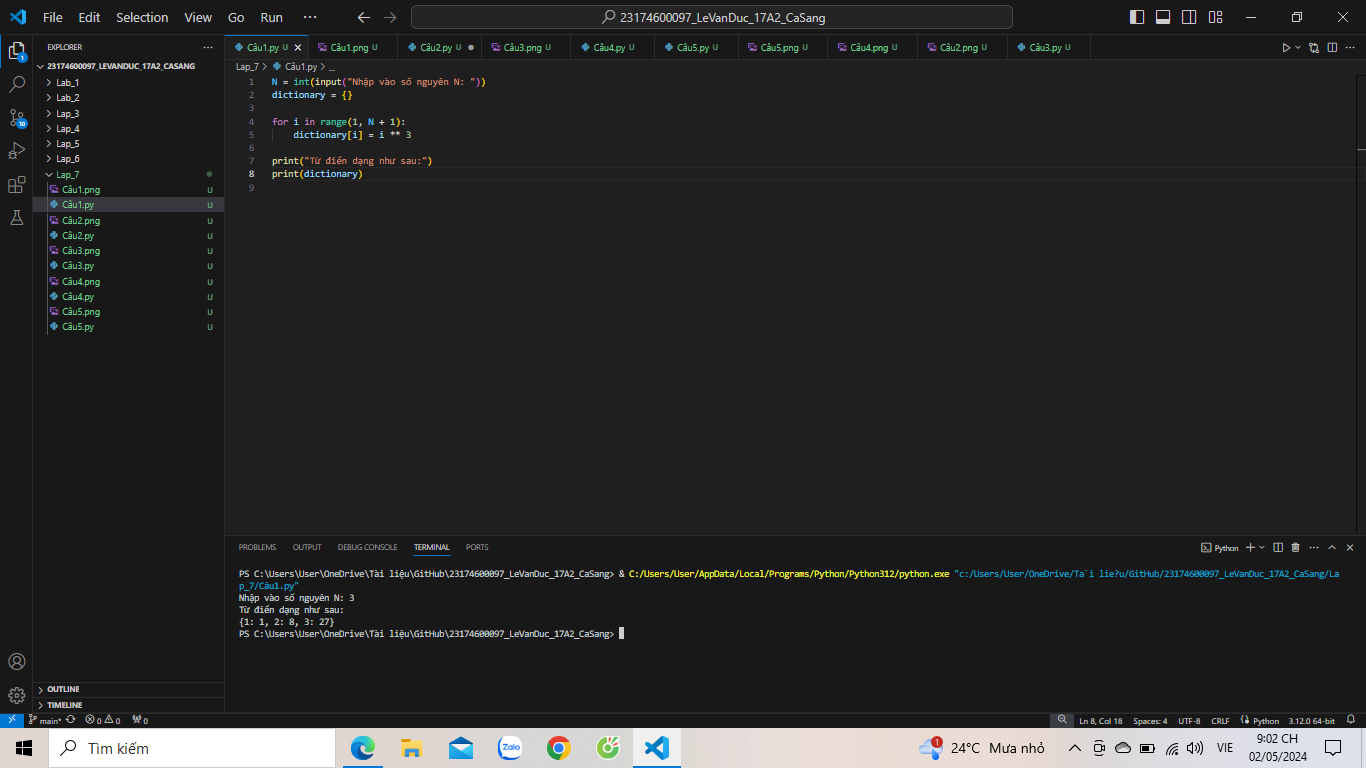 File Edit Selection View Go Run ··· 23174600097_LeVanDuc_17A2_CaSang
EXPLORER ···
23174600097_LEVANDUC_17A2_CASANG
Lab_1
Lab_2
Lap_3
Lap_4
Lap_5
Lap_6
Lap_7
Câu1.png U
Câu1.py U
Câu2.png U
Câu2.py U
Câu3.png U
Câu3.py U
Câu4.png U
Câu4.py U
Câu5.png U
Câu5.py U
OUTLINE
TIMELINE
Câu1.py U Câu1.png U Câu2.py U Câu3.png U Câu4.py U Câu5.py U Câu5.png U Câu4.png U Câu2.png U Câu3.py U
Lap_7 > Câu1.py > ...
1 N = int(input("Nhập vào số nguyên N: "))
2 dictionary = {}
3
4 for i in range(1, N + 1):
5 dictionary[i] = i ** 3
6
7 print("Từ điển dạng như sau:")
8 print(dictionary)
9
PROBLEMS OUTPUT DEBUG CONSOLE TERMINAL PORTS Python
PS C:\Users\User\OneDrive\Tài liệu\GitHub\23174600097_LeVanDuc_17A2_CaSang> & C:/Users/User/AppData/Local/Programs/Python/Python312/python.exe "c:/Users/User/OneDrive/Ta`i lie?u/GitHub/23174600097_LeVanDuc_17A2_CaSang/La
p_7/Câu1.py"
Nhập vào số nguyên N: 3
Từ điển dạng như sau:
{1: 1, 2: 8, 3: 27}
PS C:\Users\User\OneDrive\Tài liệu\GitHub\23174600097_LeVanDuc_17A2_CaSang>
main* 0 0 0 Ln 8, Col 18 Spaces: 4 UTF-8 CRLF Python 3.12.0 64-bit
Tìm kiếm Zalo 1 24°C Mưa nhỏ VIE 9:02 CH
02/05/2024
1
10